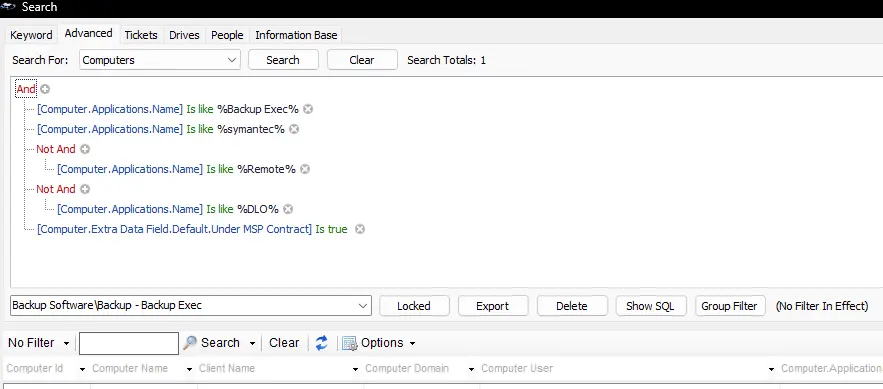 Search
Keyword Advanced Tickets Drives People Information Base
Search For: Computers Search Clear Search Totals: 1
And
[Computer.Applications.Name] Is like %Backup Exec%
[Computer.Applications.Name] Is like %symantec%
Not And
[Computer.Applications.Name] Is like %Remote%
Not And
[Computer.Applications.Name] Is like %DLO%
[Computer.Extra Data Field.Default.Under MSP Contract] Is true
Backup Software\Backup - Backup Exec Locked Export Delete Show SQL Group Filter (No Filter In Effect)
No Filter Search Clear Options
Computer Id Computer Name Client Name Computer Domain Computer User Computer.Application